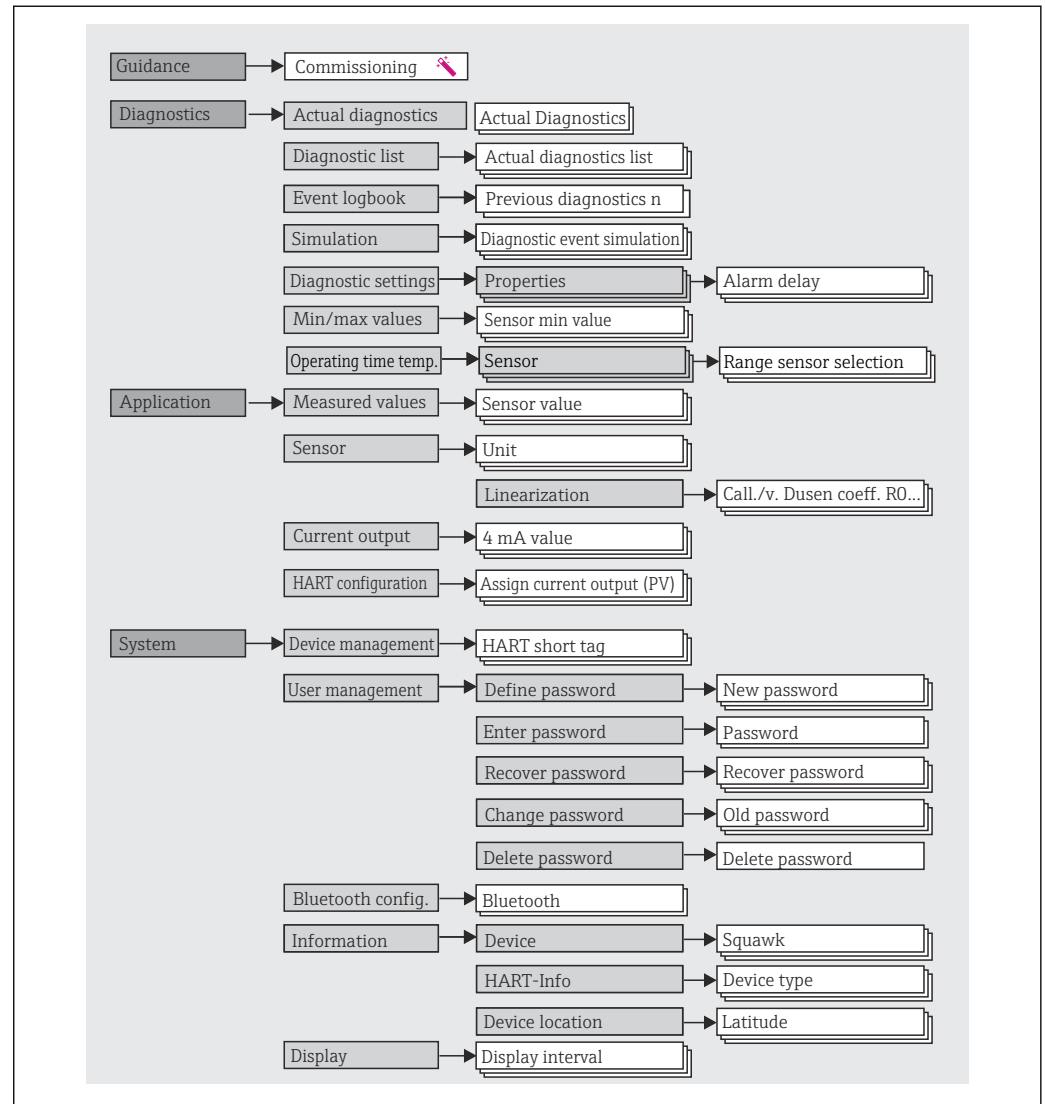 Guidance Commissioning
Diagnostics Actual diagnostics Actual Diagnostics
Diagnostic list Actual diagnostics list
Event logbook Previous diagnostics n
Simulation Diagnostic event simulation
Diagnostic settings Properties Alarm delay
Min/max values Sensor min value
Operating time temp. Sensor Range sensor selection
Application Measured values Sensor value
Sensor Unit
Linearization Call./v. Dusen coeff. R0...
Current output 4 mA value
HART configuration Assign current output (PV)
System Device management HART short tag
User management Define password New password
Enter password Password
Recover password Recover password
Change password Old password
Delete password Delete password
Bluetooth config. Bluetooth
Information Device Squawk
HART-Info Device type
Device location Latitude
Display Display interval